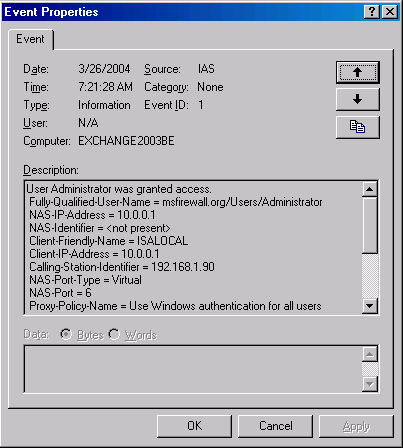 Event Properties
Event
Date: 3/26/2004 Source: IAS
Time: 7:21:28 AM Category: None
Type: Information Event ID: 1
User: N/A
Computer: EXCHANGE2003BE
Description:
User Administrator was granted access.
Fully-Qualified-User-Name = msfirewall.org/Users/Administrator
NAS-IP-Address = 10.0.0.1
NAS-Identifier = <not present>
Client-Friendly-Name = ISALOCAL
Client-IP-Address = 10.0.0.1
Calling-Station-Identifier = 192.168.1.90
NAS-Port-Type = Virtual
NAS-Port = 6
Proxy-Policy-Name = Use Windows authentication for all users
Data: Bytes Words
OK Cancel Apply